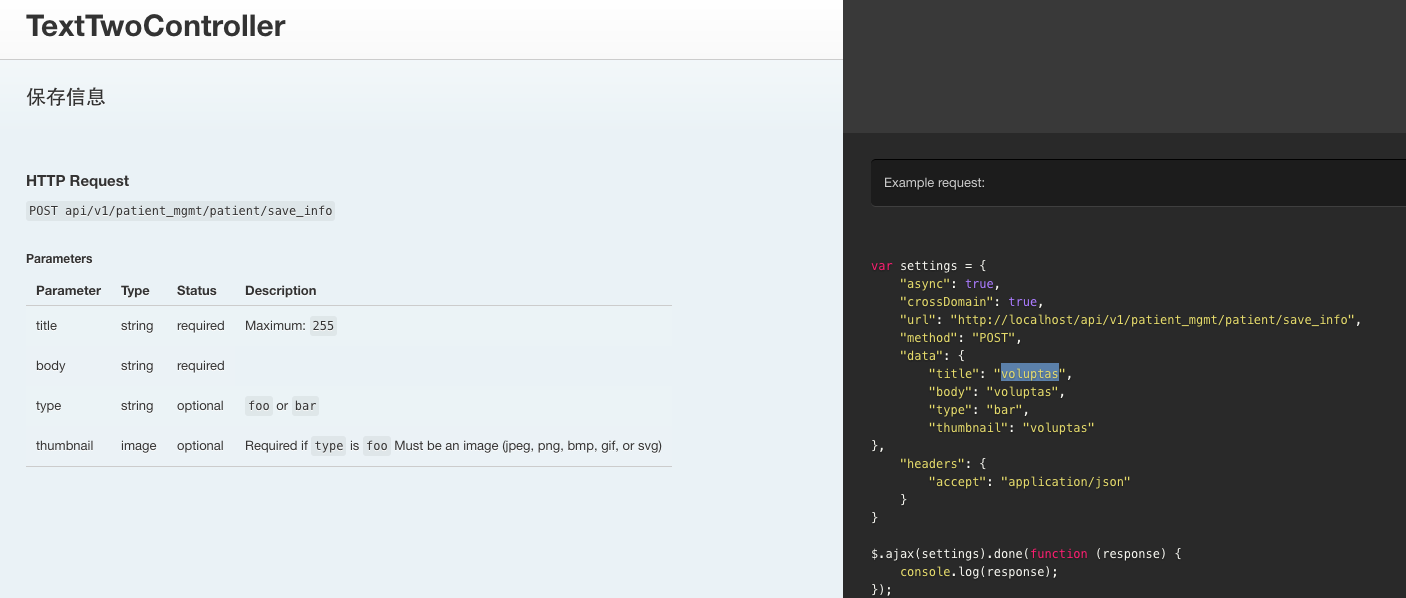 TextTwoController
保存信息
HTTP Request
POST api/v1/patient_mgmt/patient/save_info
Parameters
Parameter Type Status Description
title string required Maximum: 255
body string required
type string optional foo or bar
thumbnail image optional Required if type is foo Must be an image (jpeg, png, bmp, gif, or svg)
Example request:
var settings = {
"async": true,
"crossDomain": true,
"url": "http://localhost/api/v1/patient_mgmt/patient/save_info",
"method": "POST",
"data": {
"title": "voluptas",
"body": "voluptas",
"type": "bar",
"thumbnail": "voluptas"
},
"headers": {
"accept": "application/json"
}
}
$.ajax(settings).done(function (response) {
console.log(response);
});